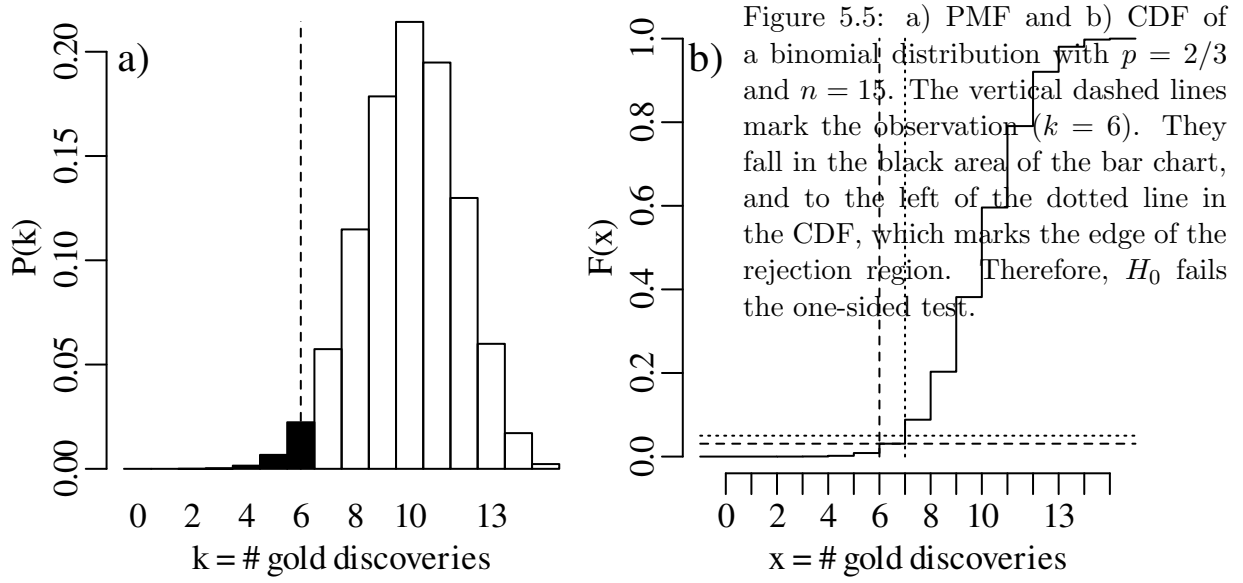 a)
0.20
0.15
0.10
0.05
0.00
P(k)
0 2 4 6 8 10 13
k = # gold discoveries
b)
1.0
0.8
0.6
0.4
0.2
0.0
F(x)
0 2 4 6 8 10 13
x = # gold discoveries
Figure 5.5: a) PMF and b) CDF of
a binomial distribution with p = 2/3
and n = 15. The vertical dashed lines
mark the observation (k = 6). They
fall in the black area of the bar chart,
and to the left of the dotted line in
the CDF, which marks the edge of the
rejection region. Therefore, H₀ fails
the one-sided test.